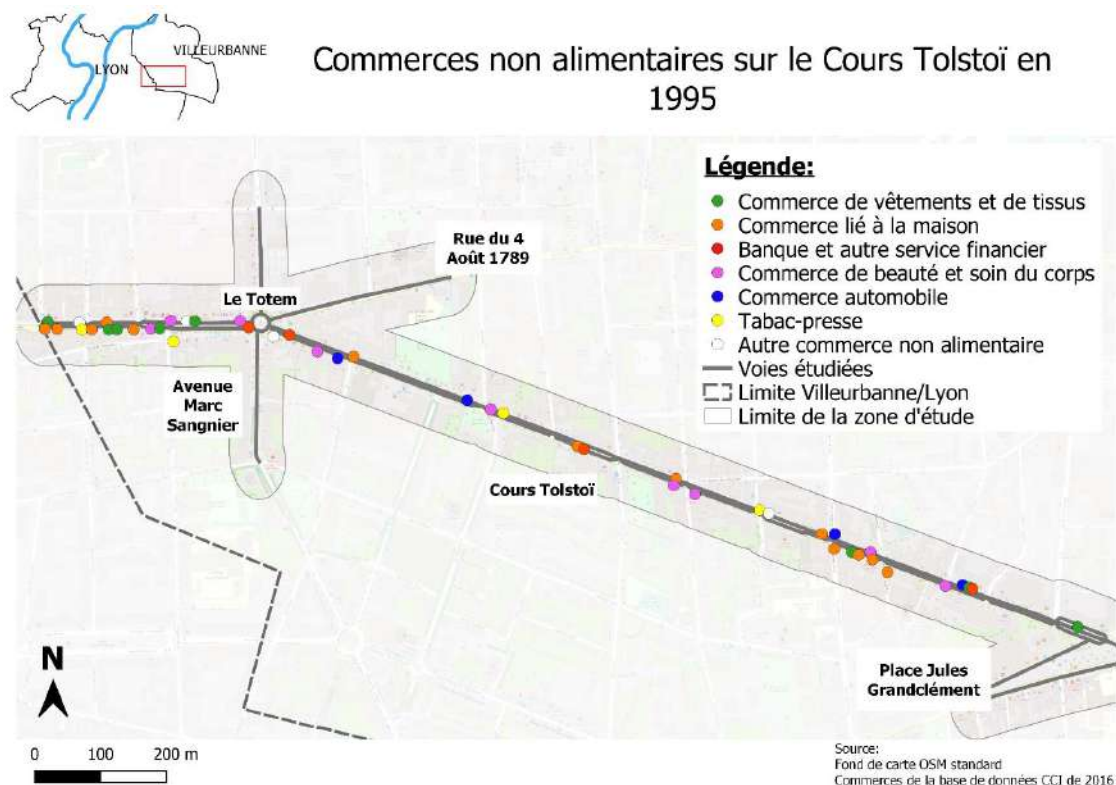 VILLEURBANNE
LYON
Commerces non alimentaires sur le Cours Tolstoï en
1995
Légende:
Commerce de vêtements et de tissus
Commerce lié à la maison
Banque et autre service financier
Commerce de beauté et soin du corps
Commerce automobile
Tabac-presse
Autre commerce non alimentaire
Voies étudiées
Limite Villeurbanne/Lyon
Limite de la zone d'étude
Rue du 4
Août 1789
Le Totem
Avenue
Marc
Sangnier
Cours Tolstoï
Place Jules
Grandclément
N
0 100 200 m
Source:
Fond de carte OSM standard
Commerces de la base de données CCI de 2016